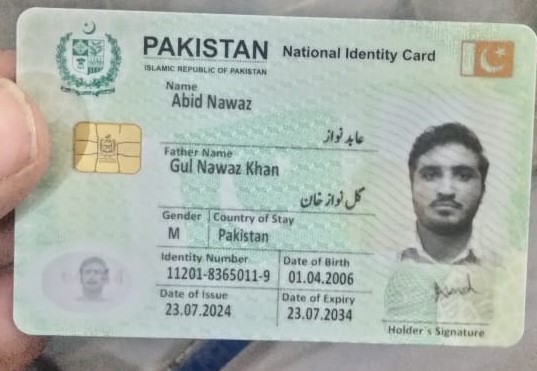 PAKISTAN National Identity Card
ISLAMIC REPUBLIC OF PAKISTAN
Name
Abid Nawaz
عابد نواز
Father Name
Gul Nawaz Khan
گل نواز خان
Gender Country of Stay
M Pakistan
Identity Number Date of Birth
11201-8365011-9 01.04.2006
Date of Issue Date of Expiry
23.07.2024 23.07.2034
Holder's Signature